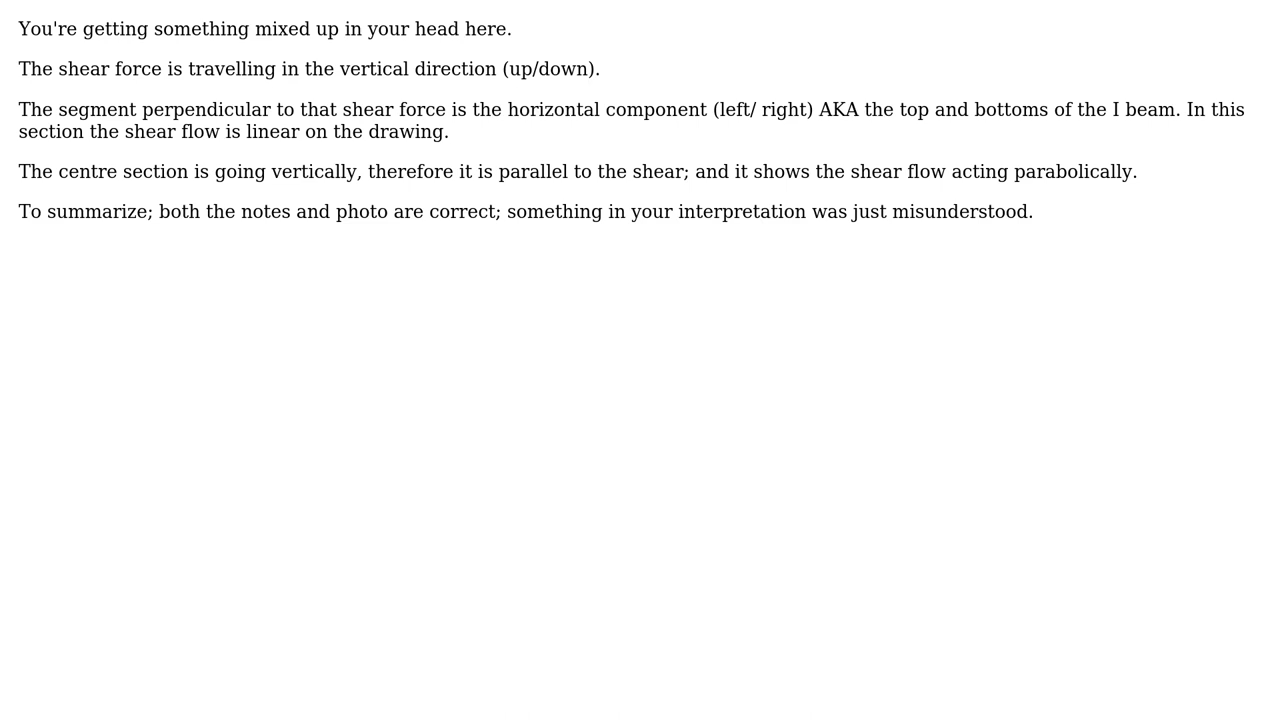 You're getting something mixed up in your head here.
The shear force is travelling in the vertical direction (up/down).
The segment perpendicular to that shear force is the horizontal component (left/ right) AKA the top and bottoms of the I beam. In this
section the shear flow is linear on the drawing.
The centre section is going vertically, therefore it is parallel to the shear; and it shows the shear flow acting parabolically.
To summarize; both the notes and photo are correct; something in your interpretation was just misunderstood.